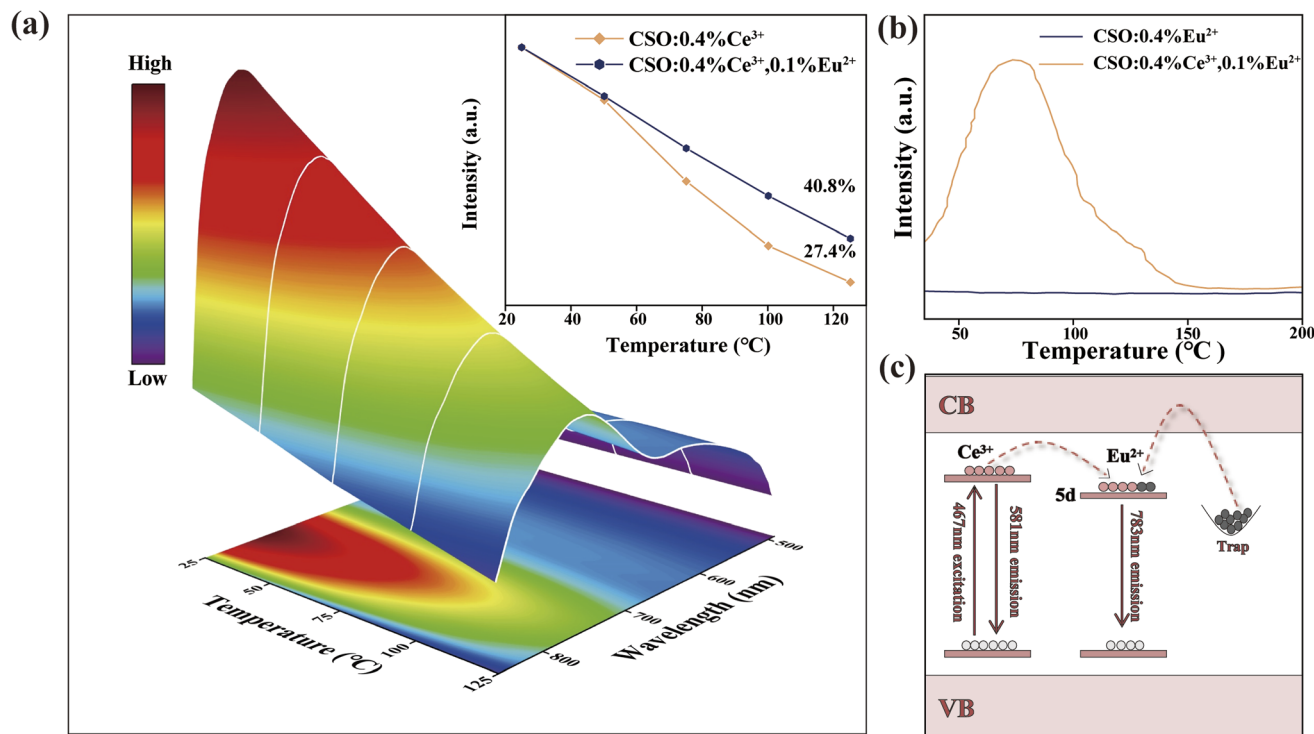 (a)
High
Low
CSO:0.4%Ce³⁺
CSO:0.4%Ce³⁺,0.1%Eu²⁺
Intensity (a.u.)
40.8%
27.4%
20
40
60
80
100
120
Temperature (℃)
25
50
75
100
125
Temperature (℃)
500
600
700
800
Wavelength (nm)
(b)
CSO:0.4%Eu²⁺
CSO:0.4%Ce³⁺,0.1%Eu²⁺
Intensity (a.u.)
50
100
150
200
Temperature (℃)
(c)
CB
Ce³⁺
Eu²⁺
5d
467nm excitation
581nm emission
783nm emission
Trap
VB